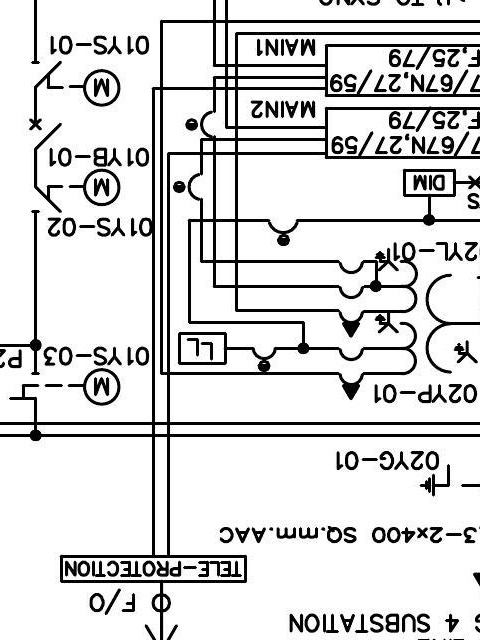 G 4 SUBSTATION
F/O
TELE-PROTECTION
3-2x400 SQ.mm.AAC
02YG-01
02YP-01
M
01YS-03
P2
LL
02YL-01
01YS-02
S
DIM
M
01YB-01
7/67N,27/59
F,25/79
MAIN2
7/67N,27/59
F,25/79
MAIN1
M
01YS-01